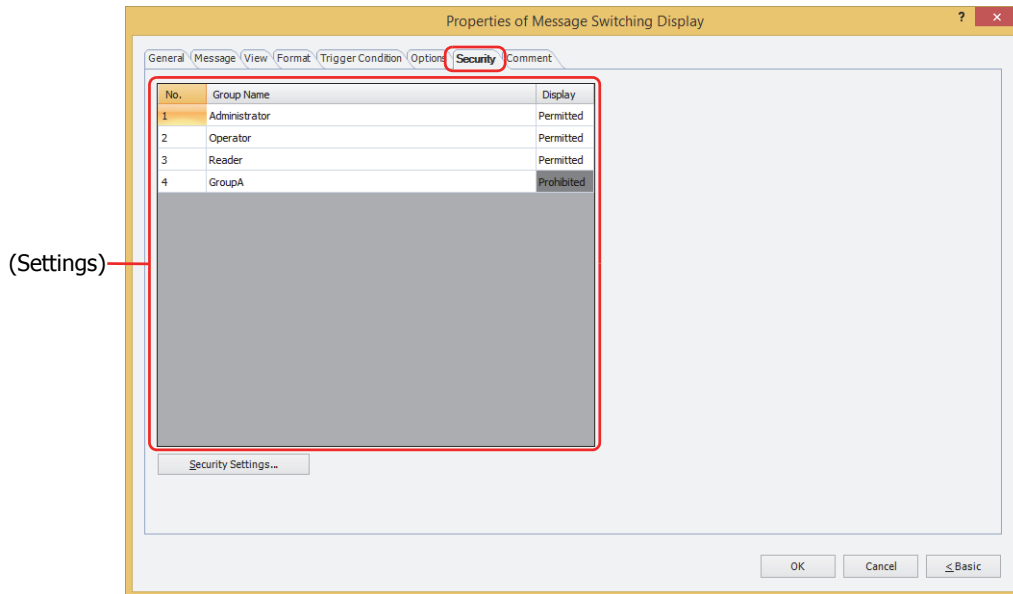 Properties of Message Switching Display
? ×
General Message View Format Trigger Condition Options Security Comment
No. Group Name Display
1 Administrator Permitted
2 Operator Permitted
3 Reader Permitted
4 GroupA Prohibited
(Settings)
Security Settings...
OK Cancel < Basic